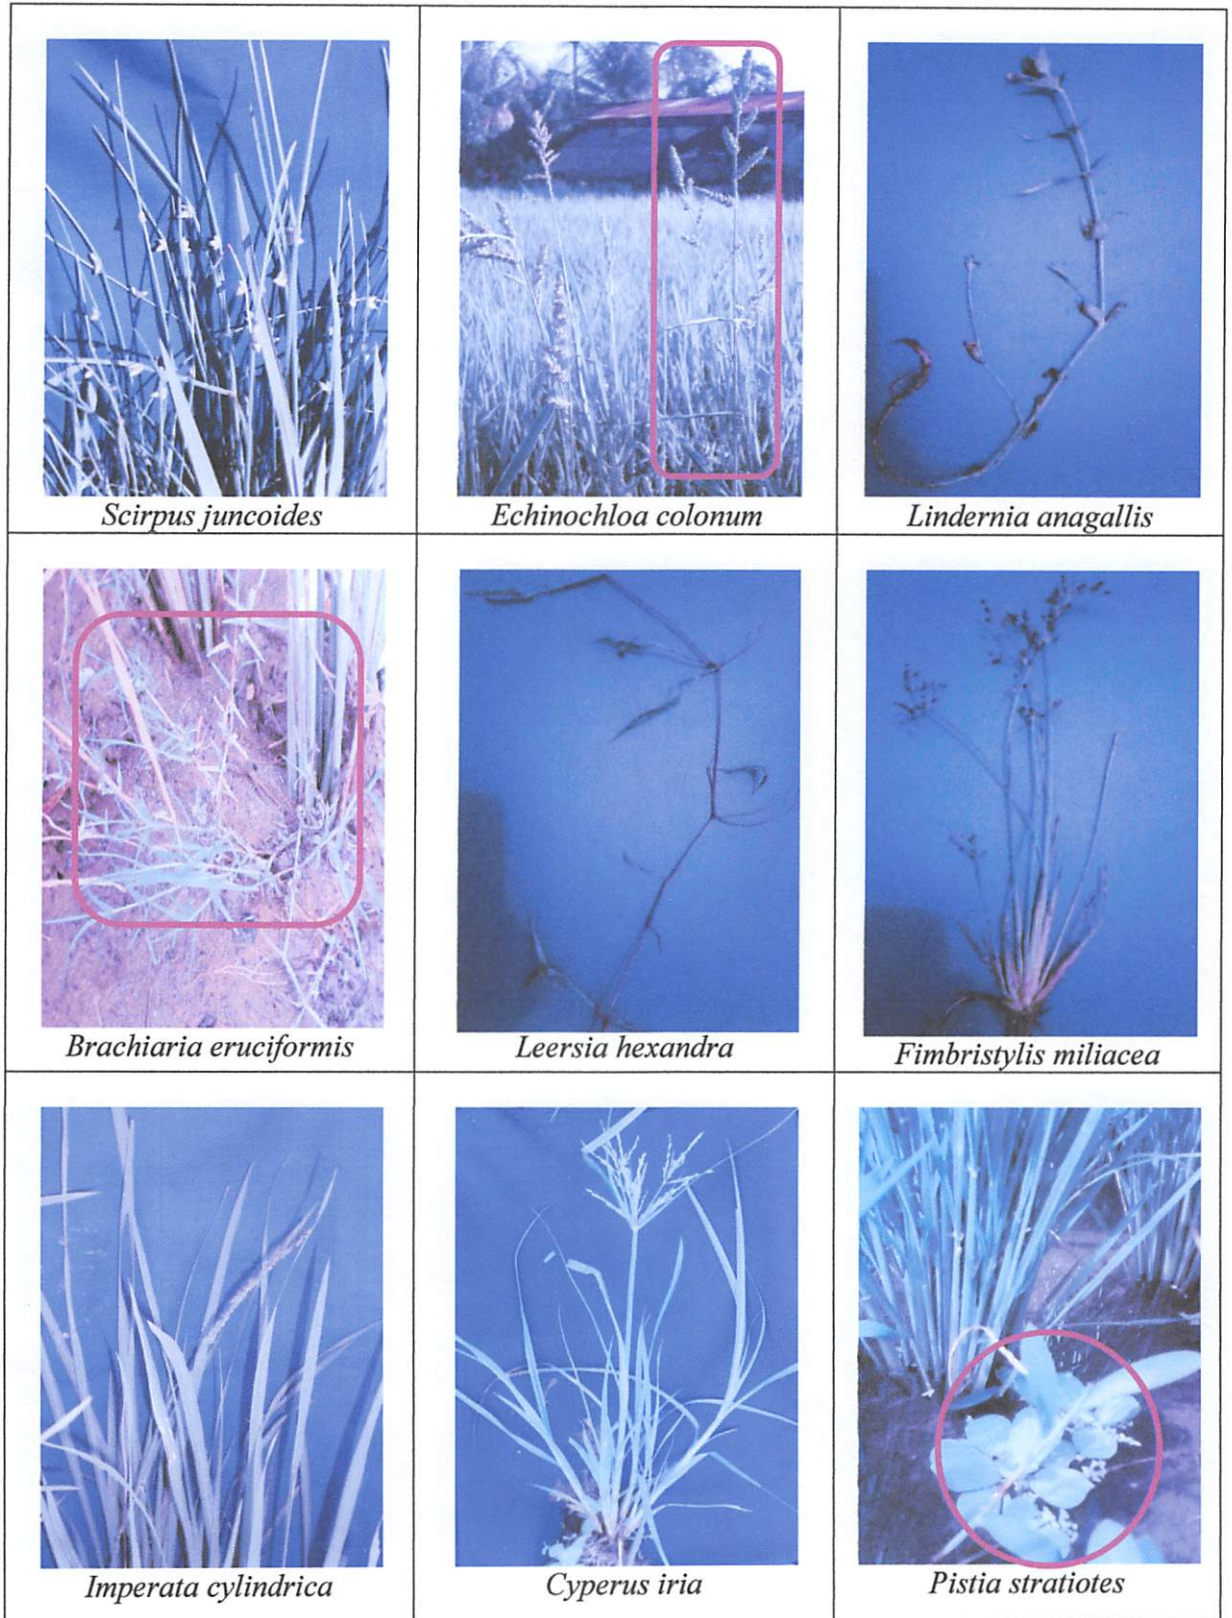 Scirpus juncoides
Echinochloa colonum
Lindernia anagallis
Brachiaria eruciformis
Leersia hexandra
Fimbristylis miliacea
Imperata cylindrica
Cyperus iria
Pistia stratiotes